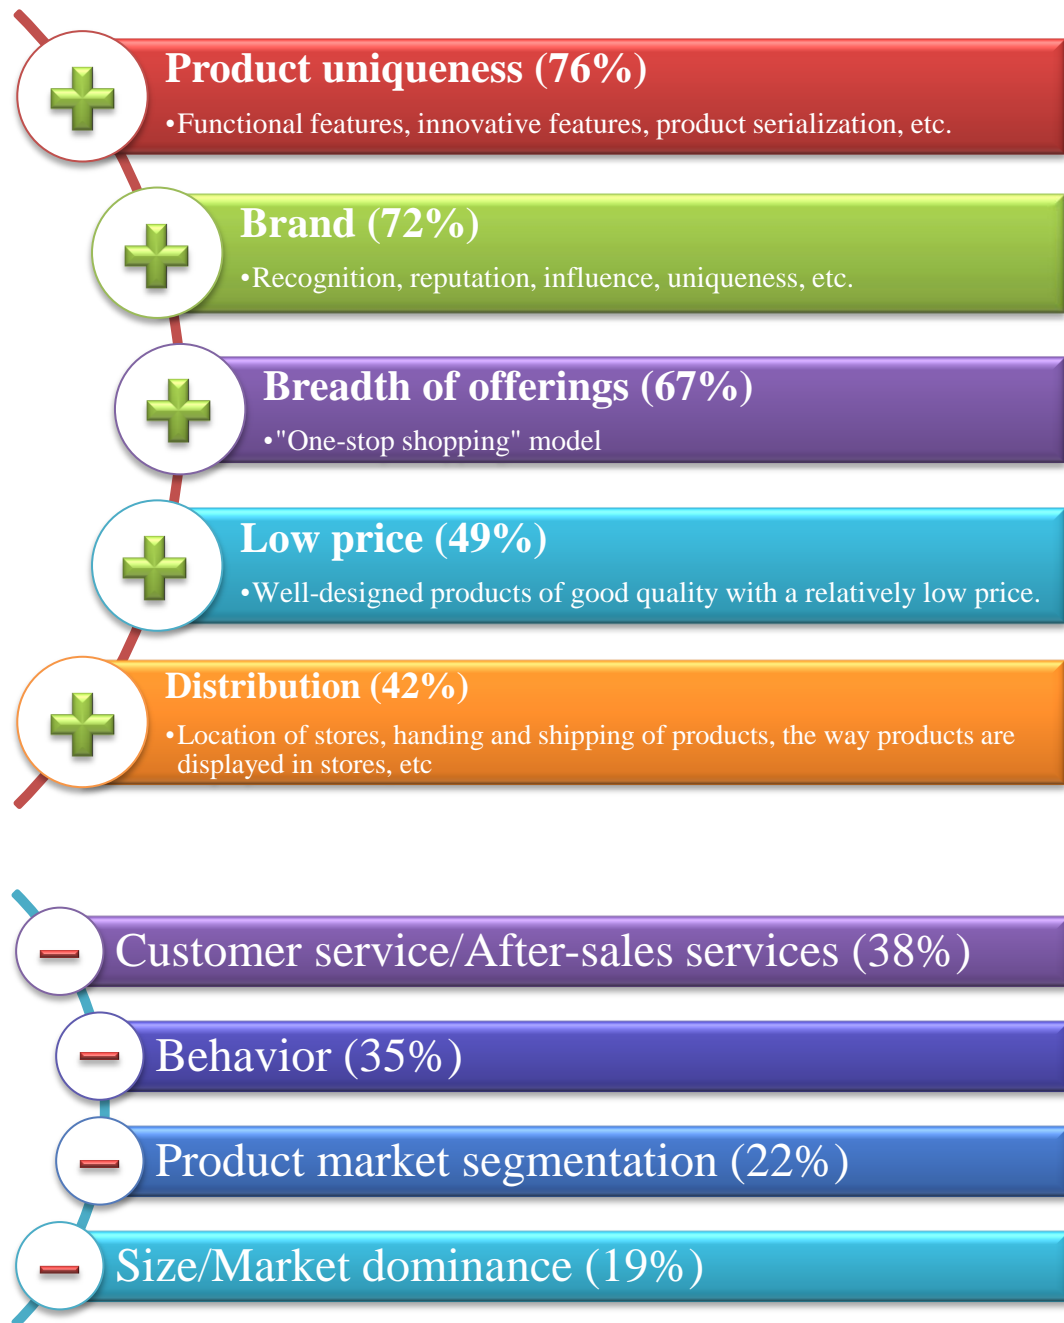 Product uniqueness (76%)
•Functional features, innovative features, product serialization, etc.
Brand (72%)
•Recognition, reputation, influence, uniqueness, etc.
Breadth of offerings (67%)
•"One-stop shopping" model
Low price (49%)
•Well-designed products of good quality with a relatively low price.
Distribution (42%)
•Location of stores, handing and shipping of products, the way products are
displayed in stores, etc
Customer service/After-sales services (38%)
Behavior (35%)
Product market segmentation (22%)
Size/Market dominance (19%)